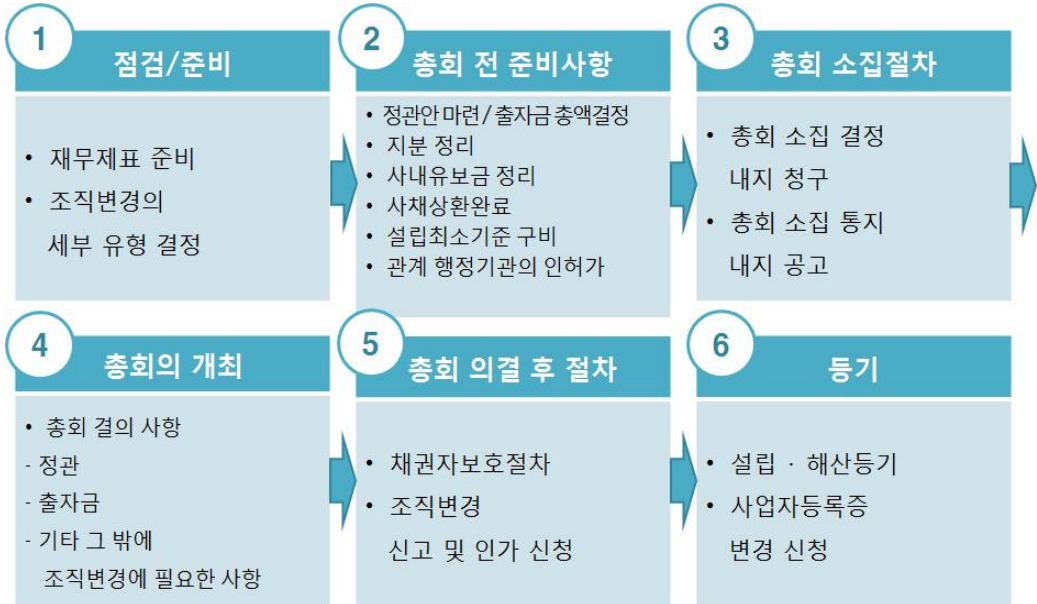 1
점검/준비
• 재무제표 준비
• 조직변경의
세부 유형 결정
2
총회 전 준비사항
• 정관안 마련 / 출자금 총액결정
• 지분 정리
• 사내유보금 정리
• 사채상환완료
• 설립최소기준 구비
• 관계 행정기관의 인허가
3
총회 소집절차
• 총회 소집 결정
내지 청구
• 총회 소집 통지
내지 공고
4
총회의 개최
• 총회 결의 사항
- 정관
- 출자금
- 기타 그 밖에
조직변경에 필요한 사항
5
총회 의결 후 절차
• 채권자보호절차
• 조직변경
신고 및 인가 신청
6
등기
• 설립 · 해산등기
• 사업자등록증
변경 신청